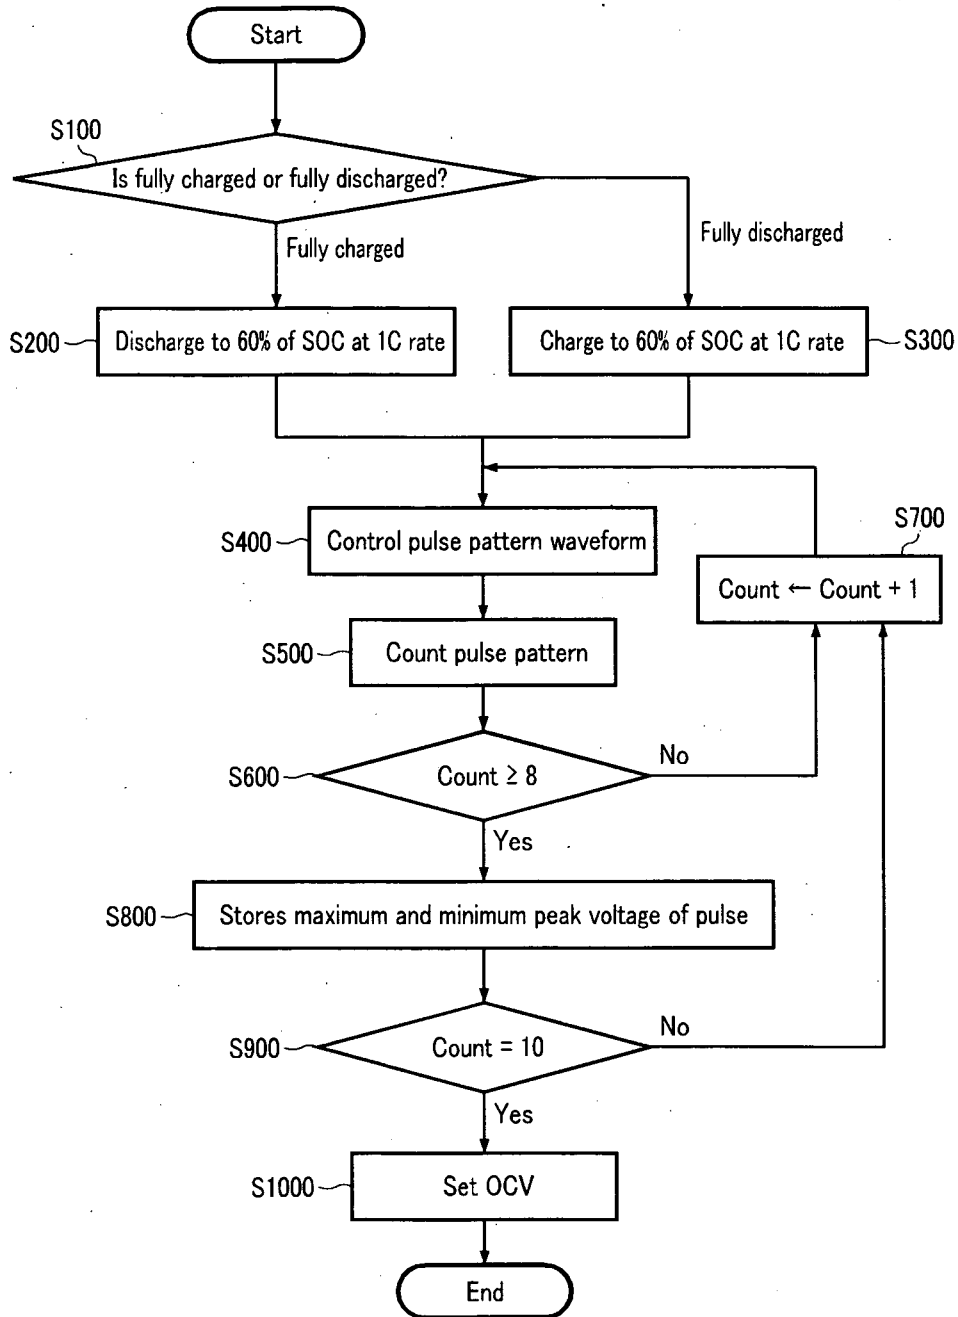 Start
S100
Is fully charged or fully discharged?
Fully charged
Fully discharged
S200
Discharge to 60% of SOC at 1C rate
Charge to 60% of SOC at 1C rate
S300
S400
Control pulse pattern waveform
S700
Count ← Count + 1
S500
Count pulse pattern
S600
Count ≥ 8
No
Yes
S800
Stores maximum and minimum peak voltage of pulse
S900
Count = 10
No
Yes
S1000
Set OCV
End